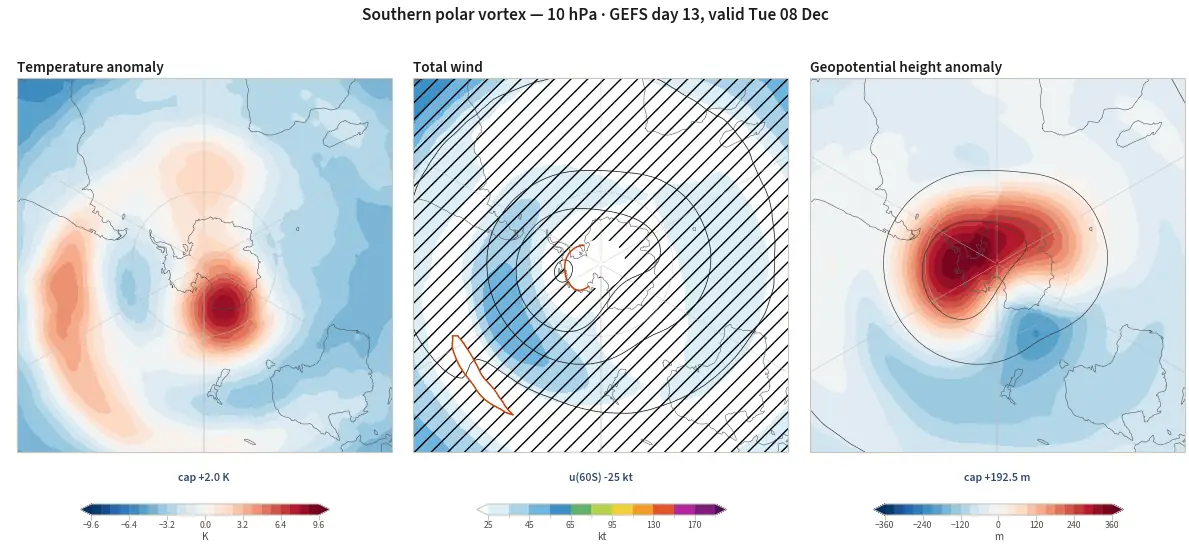 Southern polar vortex — 10 hPa · GEFS day 13, valid Tue 08 Dec
Temperature anomaly
Total wind
Geopotential height anomaly
cap +2.0 K
u(60S) -25 kt
cap +192.5 m
−9.6 −6.4 −3.2 0.0 3.2 6.4 9.6
K
25 45 65 95 130 170
kt
−360 −240 −120 0 120 240 360
m